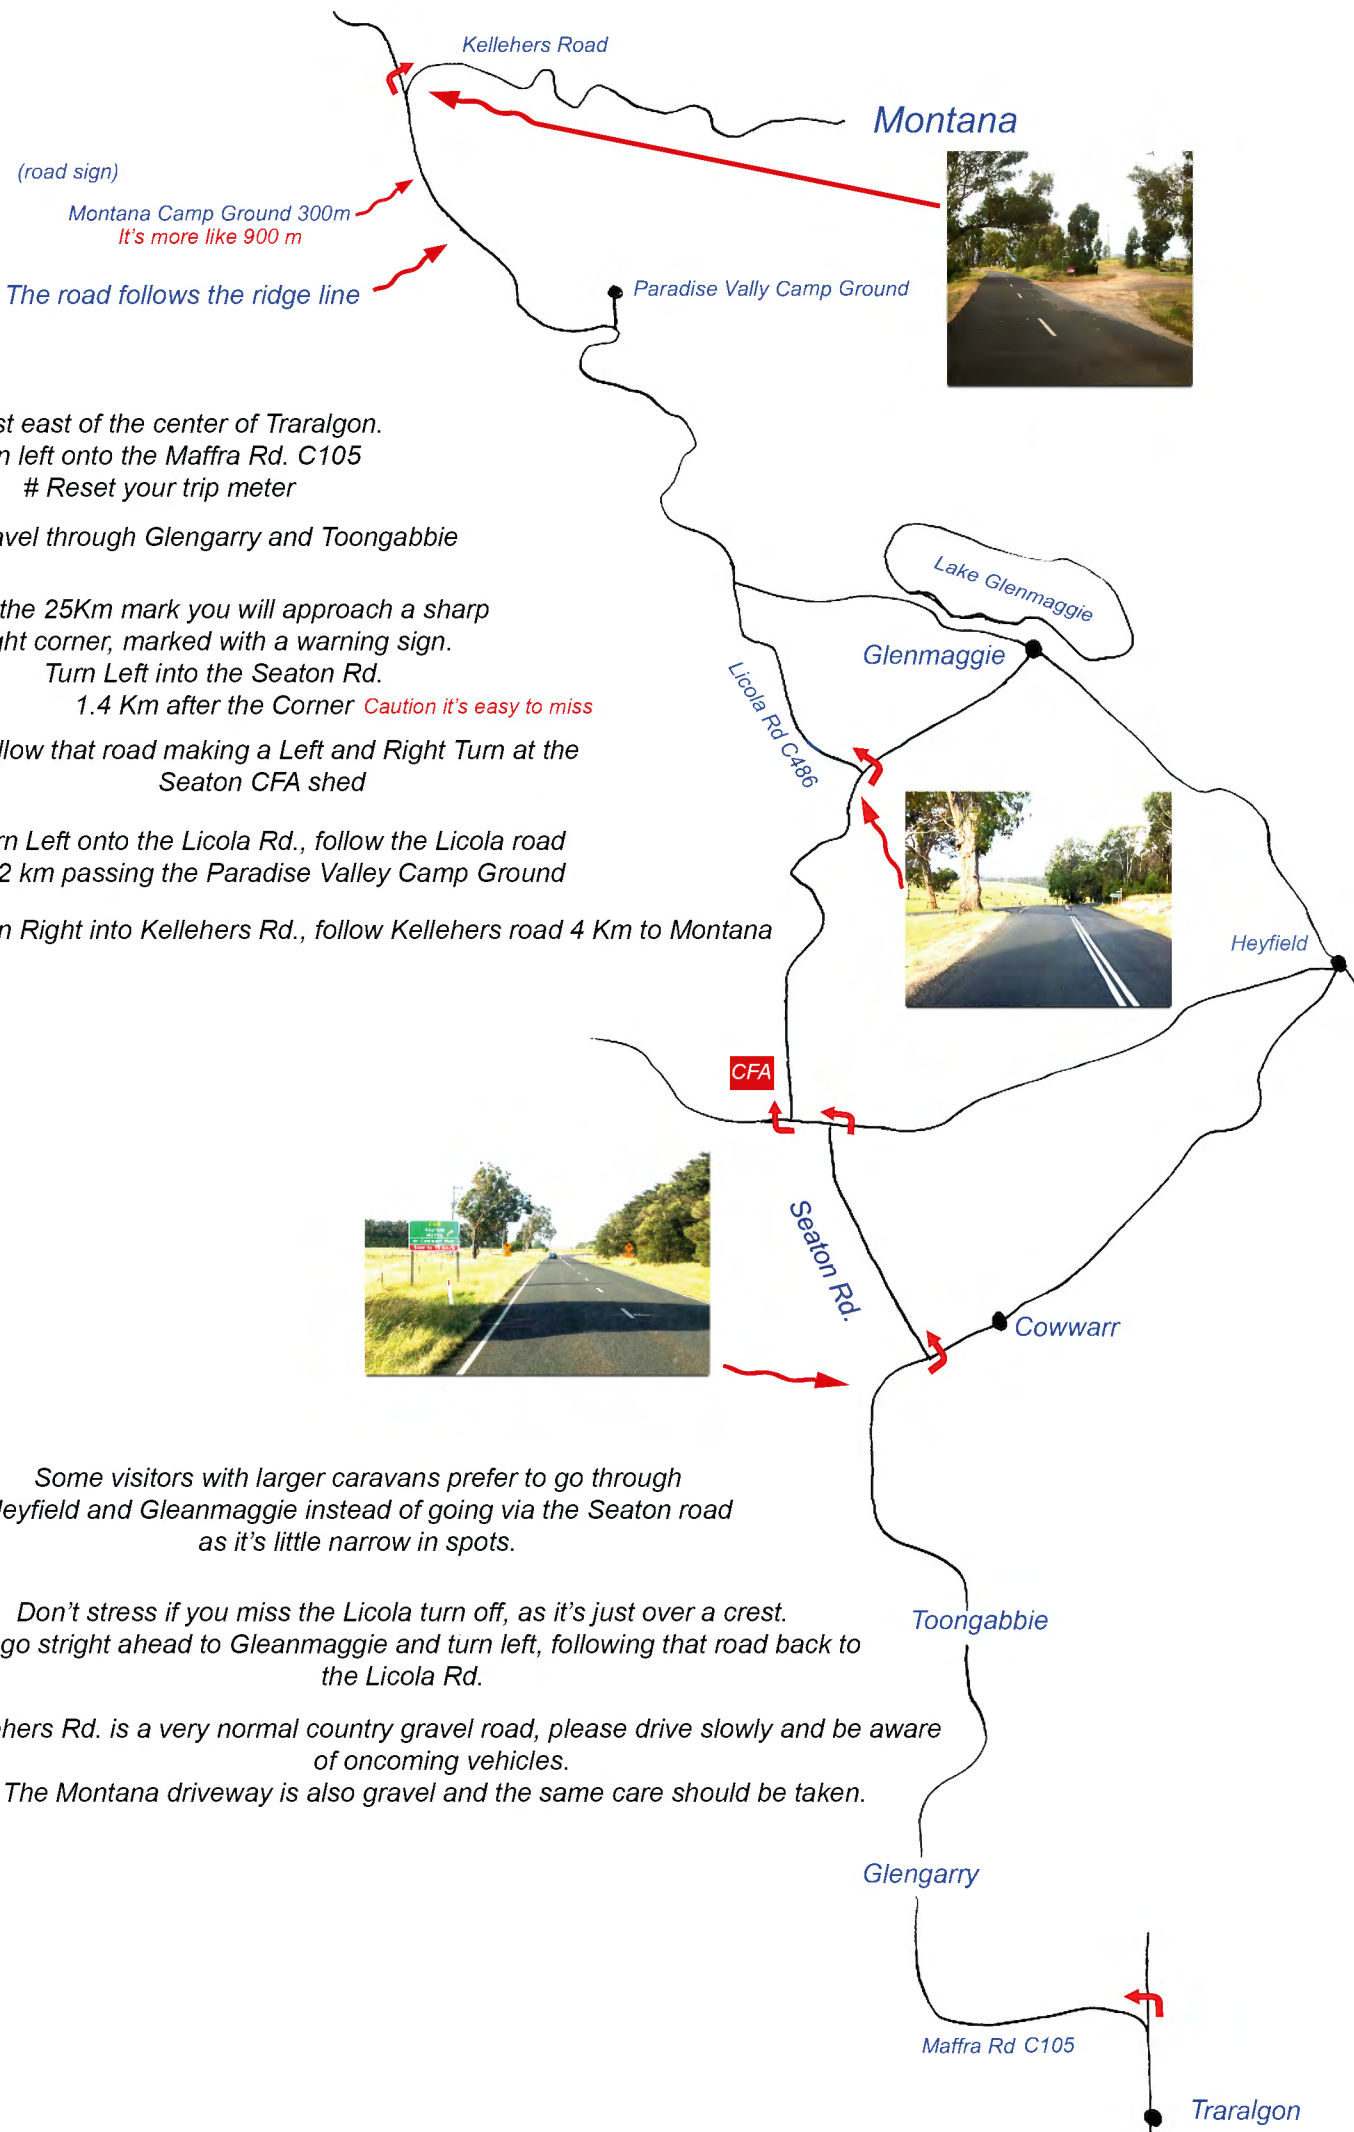 Kellehers Road
Montana
(road sign)
Montana Camp Ground 300m
It's more like 900 m
The road follows the ridge line
Paradise Vally Camp Ground
st east of the center of Traralgon.
n left onto the Maffra Rd. C105
# Reset your trip meter
avel through Glengarry and Toongabbie
the 25Km mark you will approach a sharp
ght corner, marked with a warning sign.
Turn Left into the Seaton Rd.
1.4 Km after the Corner Caution it's easy to miss
llow that road making a Left and Right Turn at the
Seaton CFA shed
rn Left onto the Licola Rd., follow the Licola road
2 km passing the Paradise Valley Camp Ground
n Right into Kellehers Rd., follow Kellehers road 4 Km to Montana
Lake Glenmaggie
Glenmaggie
Licola Rd C486
Heyfield
CFA
Seaton Rd.
Cowwarr
Some visitors with larger caravans prefer to go through
Heyfield and Gleanmaggie instead of going via the Seaton road
as it's little narrow in spots.
Don't stress if you miss the Licola turn off, as it's just over a crest.
go stright ahead to Gleanmaggie and turn left, following that road back to
the Licola Rd.
ehers Rd. is a very normal country gravel road, please drive slowly and be aware
of oncoming vehicles.
The Montana driveway is also gravel and the same care should be taken.
Toongabbie
Glengarry
Maffra Rd C105
Traralgon